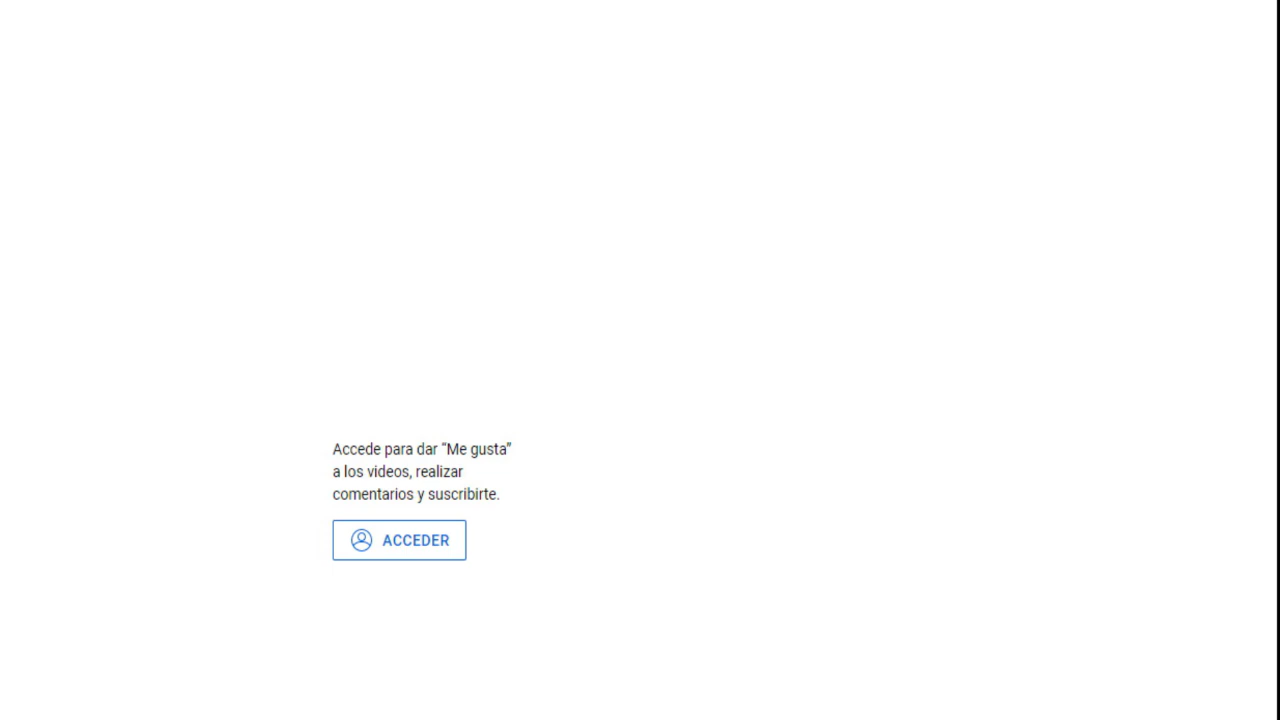 Accede para dar “Me gusta”
a los videos, realizar
comentarios y suscribirte.
ACCEDER